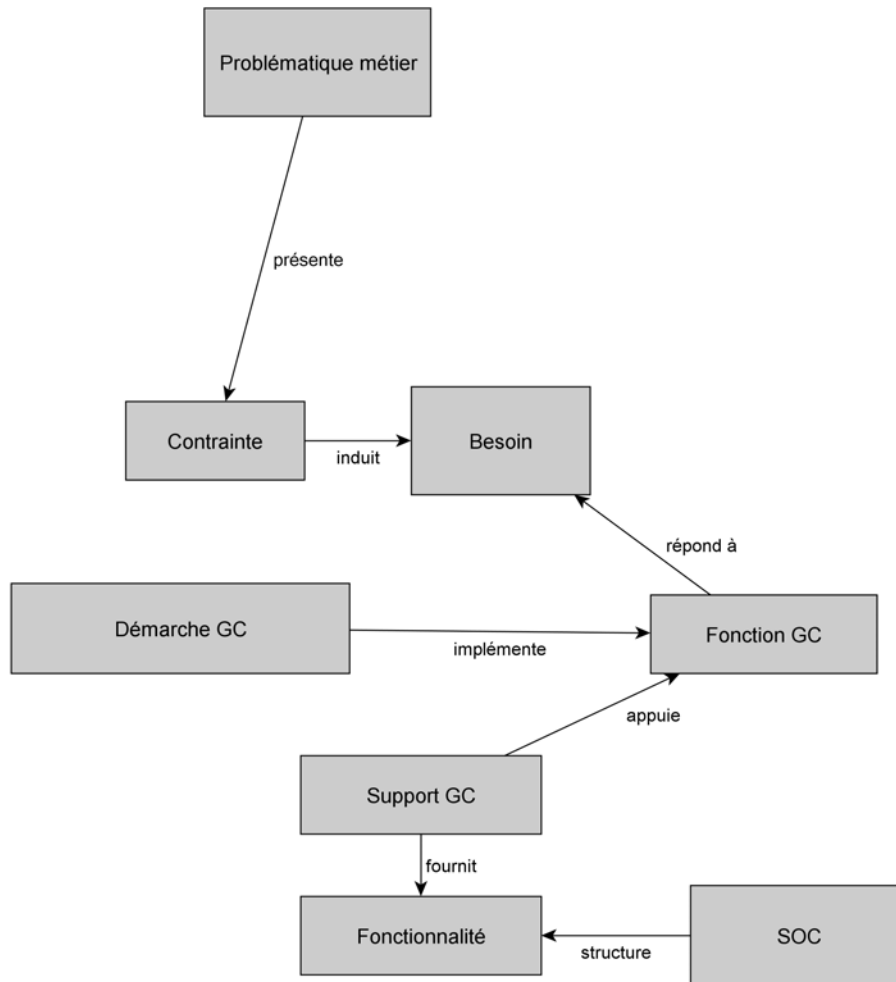 Problématique métier
présente
Contrainte
induit
Besoin
répond à
Démarche GC
implémente
Fonction GC
appuie
Support GC
fournit
Fonctionnalité
structure
SOC